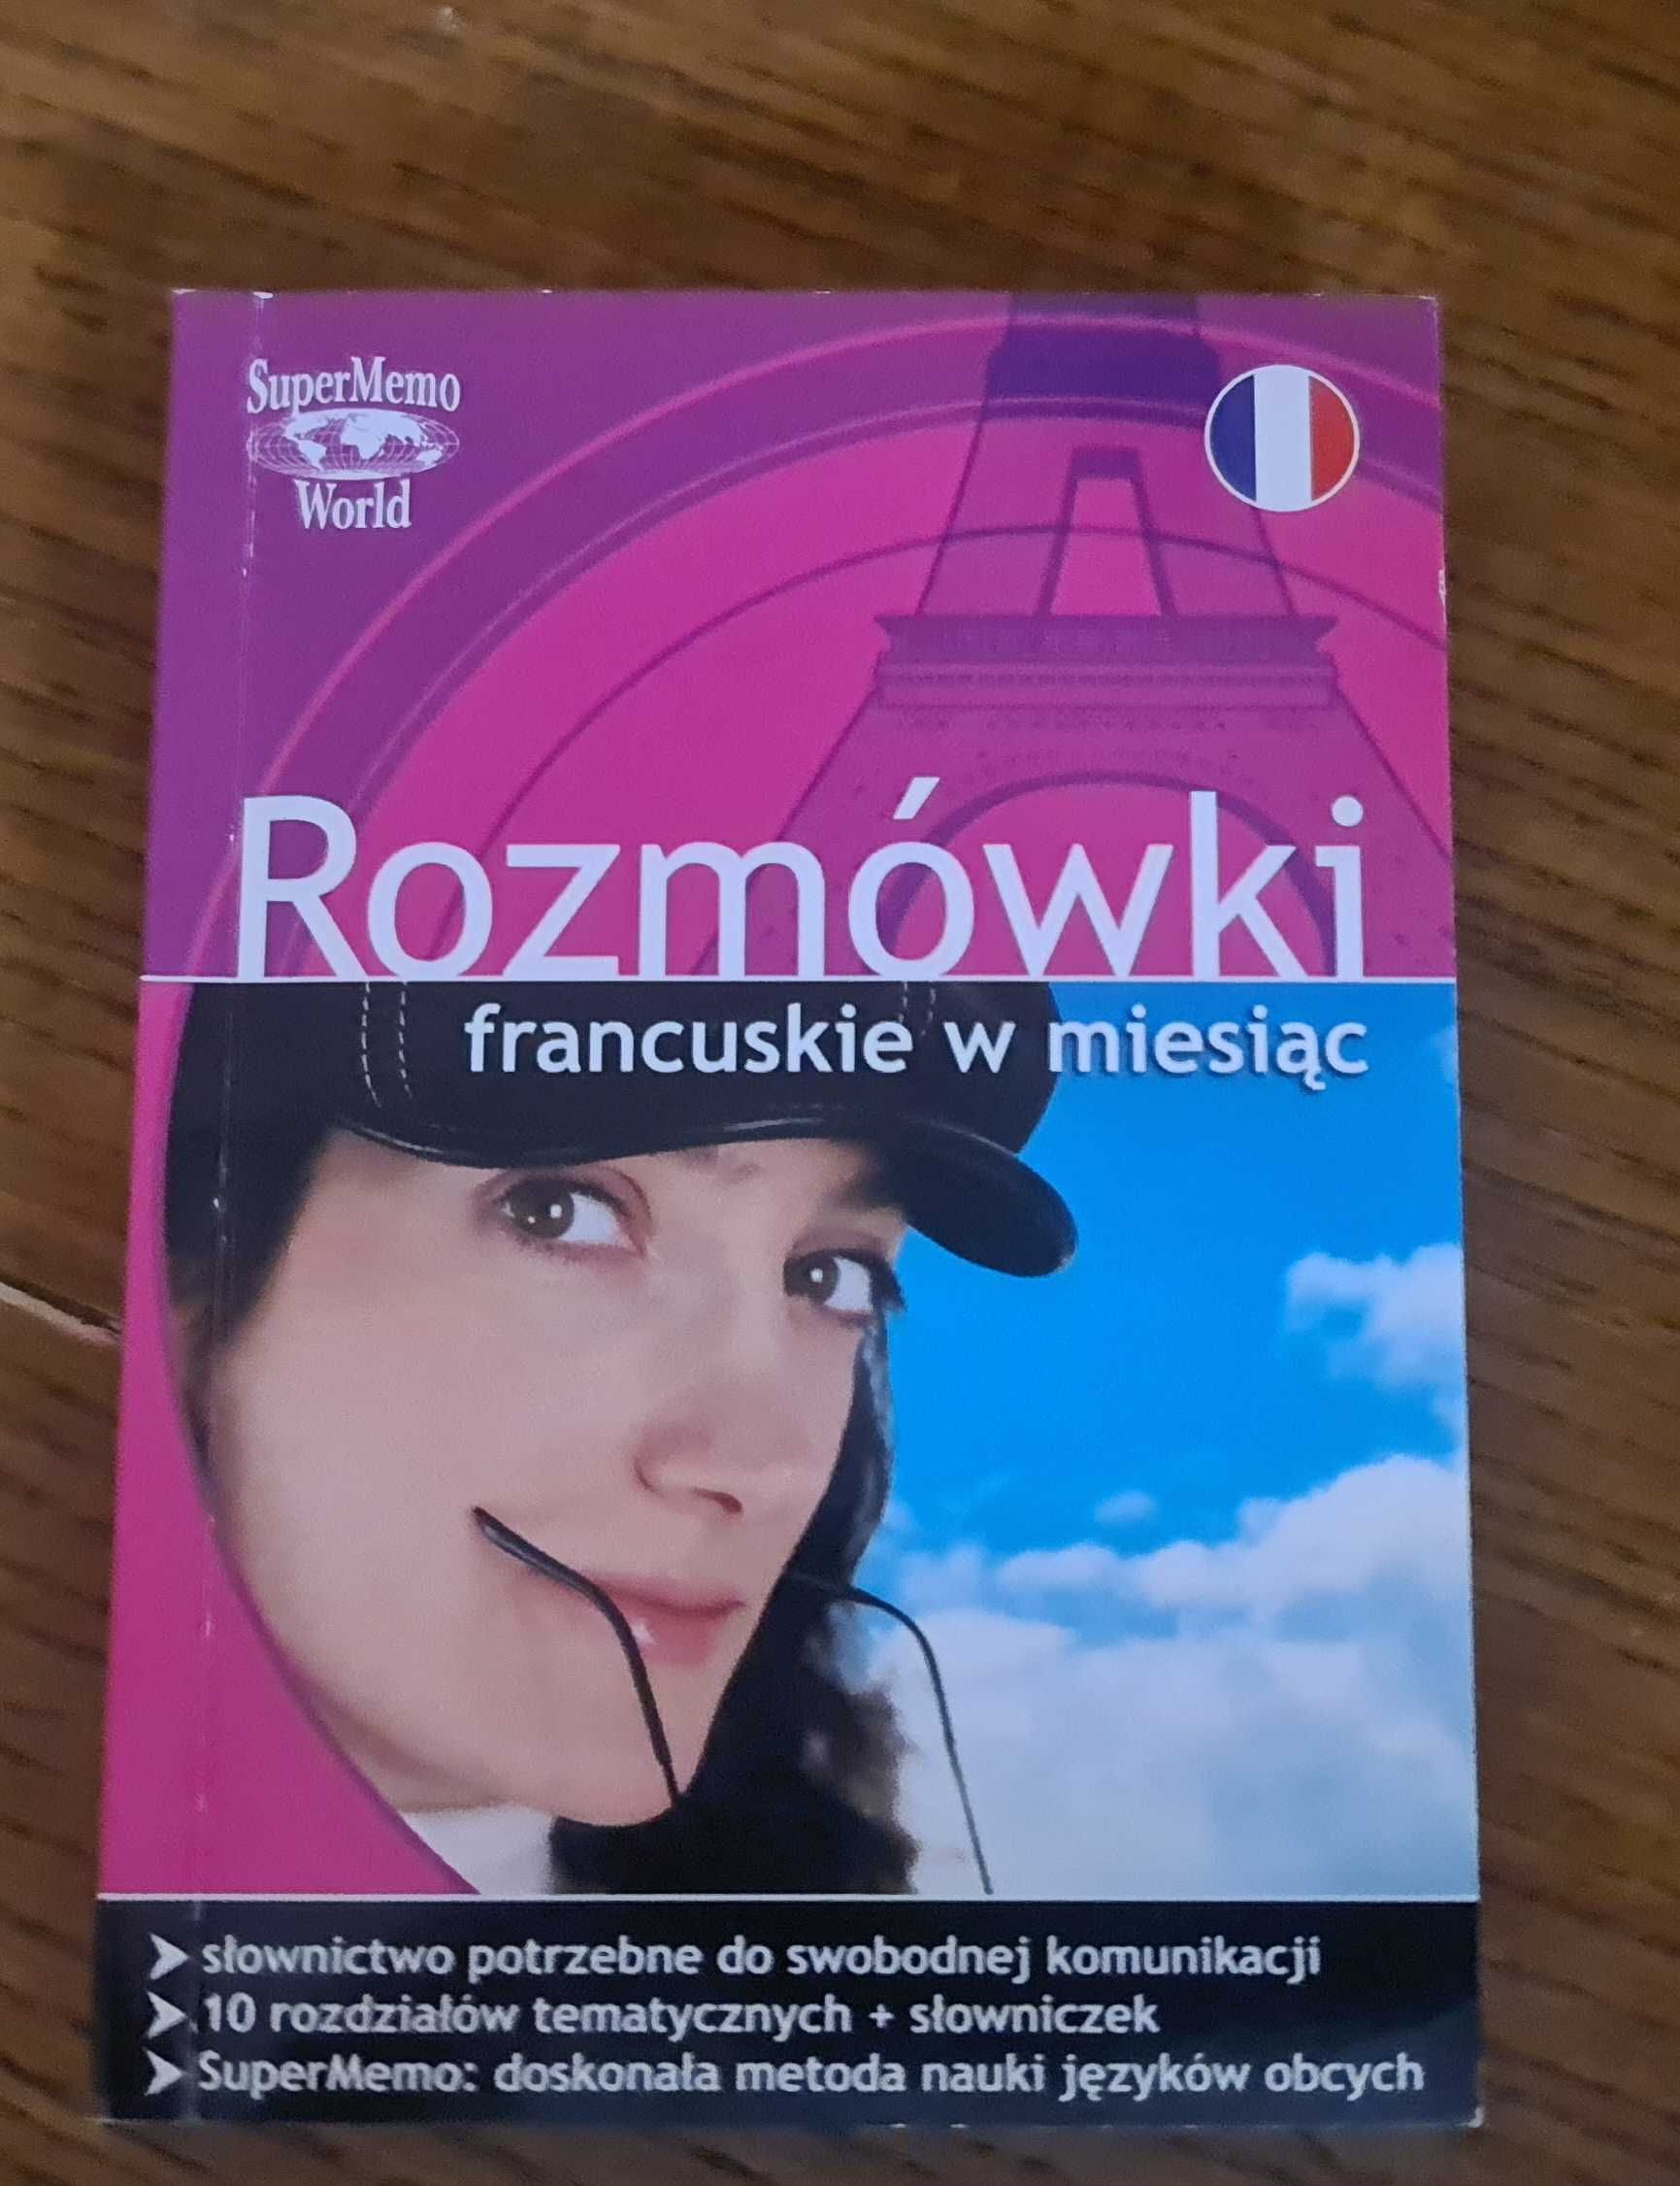 SuperMemo
World
Rozmówki
francuskie w miesiąc
słownictwo potrzebne do swobodnej komunikacji
10 rozdziałów tematycznych + słowniczek
SuperMemo: doskonała metoda nauki języków obcych